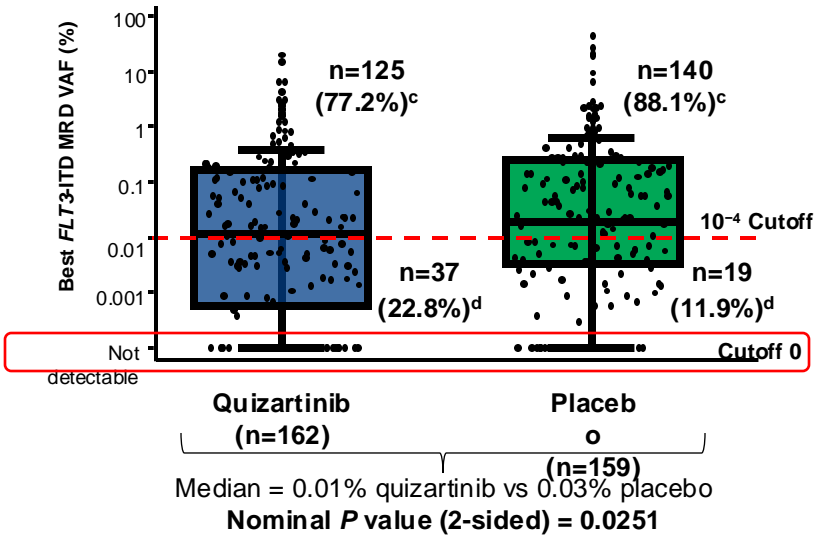 Best FLT3-ITD MRD VAF (%)
100
10
1
0.1
0.01
0.001
Not
detectable
n=125
(77.2%)c
n=140
(88.1%)c
10–4 Cutoff
n=37
(22.8%)d
n=19
(11.9%)d
Cutoff 0
Quizartinib
(n=162)
Placeb
o
(n=159)
Median = 0.01% quizartinib vs 0.03% placebo
Nominal P value (2-sided) = 0.0251